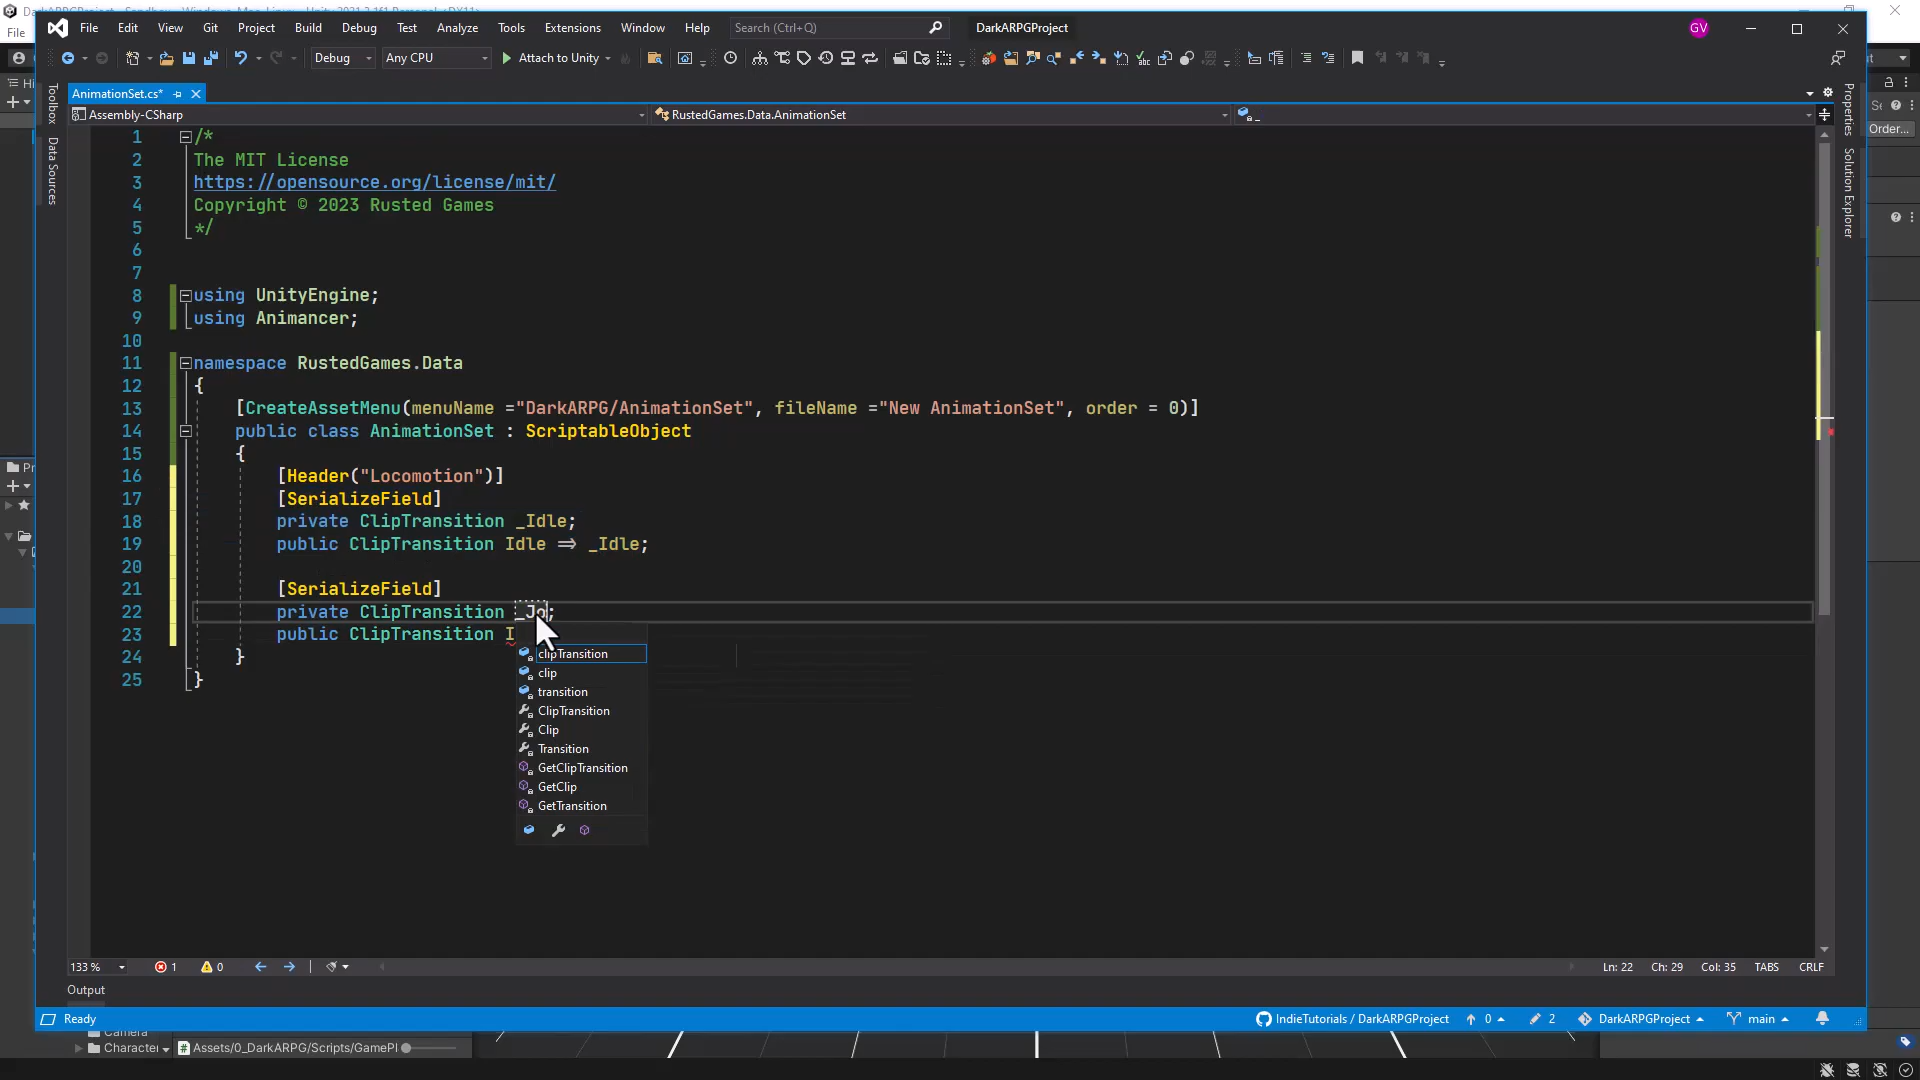 File Edit View Git Project Build Debug Test Analyze Tools Extensions Window Help Search (Ctrl+Q) DarkARPGProject GV
File Debug Any CPU Attach to Unity
Toolbox
Data Sources
Properties
Solution Explorer
Order...
AnimationSet.cs*
Assembly-CSharp RustedGames.Data.AnimationSet _
1 /*
2 The MIT License
3 https://opensource.org/license/mit/
4 Copyright © 2023 Rusted Games
5 */
6
7
8 using UnityEngine;
9 using Animancer;
10
11 namespace RustedGames.Data
12 {
13 [CreateAssetMenu(menuName ="DarkARPG/AnimationSet", fileName ="New AnimationSet", order = 0)]
14 public class AnimationSet : ScriptableObject
15 {
16 [Header("Locomotion")]
17 [SerializeField]
18 private ClipTransition _Idle;
19 public ClipTransition Idle => _Idle;
20
21 [SerializeField]
22 private ClipTransition _Jo;
23 public ClipTransition I
24 }
25 }
clipTransition
clip
transition
ClipTransition
Clip
Transition
GetClipTransition
GetClip
GetTransition
133 % 1 0 Ln: 22 Ch: 29 Col: 35 TABS CRLF
Output
Ready IndieTutorials / DarkARPGProject 0 2 DarkARPGProject main
Camera
Character Assets/0_DarkARPG/Scripts/GamePl